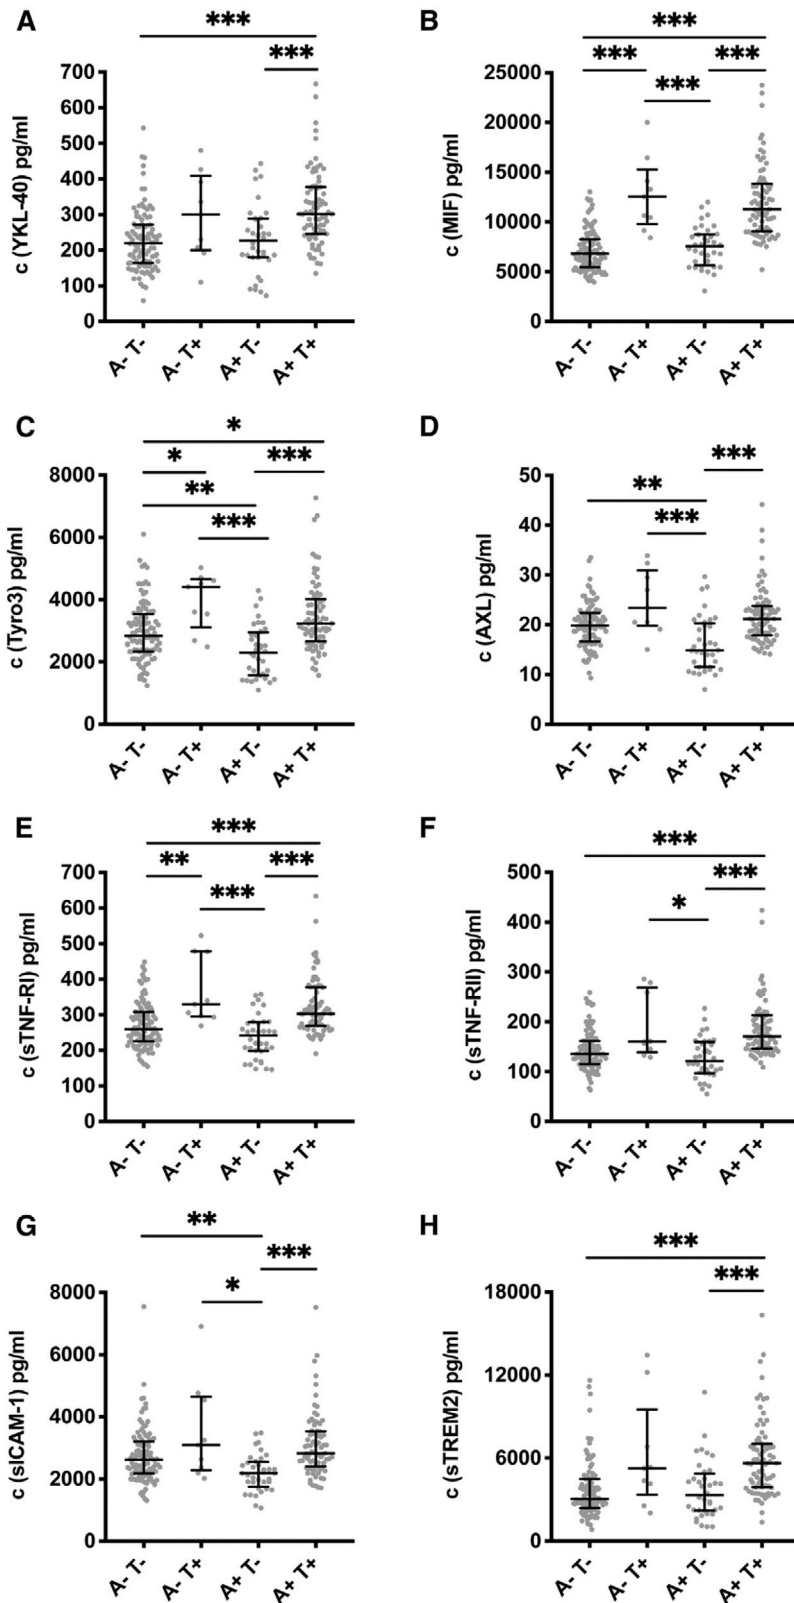 A
***
***
700
600
500
400
300
200
100
0
c (YKL-40) pg/ml
A- T-
A- T+
A+ T-
A+ T+
B
***
***
***
***
25000
20000
15000
10000
5000
0
c (MIF) pg/ml
A- T-
A- T+
A+ T-
A+ T+
C
*
*
***
**
***
8000
6000
4000
2000
0
c (Tyro3) pg/ml
A- T-
A- T+
A+ T-
A+ T+
D
***
**
***
50
40
30
20
10
0
c (AXL) pg/ml
A- T-
A- T+
A+ T-
A+ T+
E
***
**
***
***
700
600
500
400
300
200
100
0
c (sTNF-RI) pg/ml
A- T-
A- T+
A+ T-
A+ T+
F
***
***
*
500
400
300
200
100
0
c (sTNF-RII) pg/ml
A- T-
A- T+
A+ T-
A+ T+
G
**
***
*
8000
6000
4000
2000
0
c (sICAM-1) pg/ml
A- T-
A- T+
A+ T-
A+ T+
H
***
***
18000
12000
6000
0
c (sTREM2) pg/ml
A- T-
A- T+
A+ T-
A+ T+